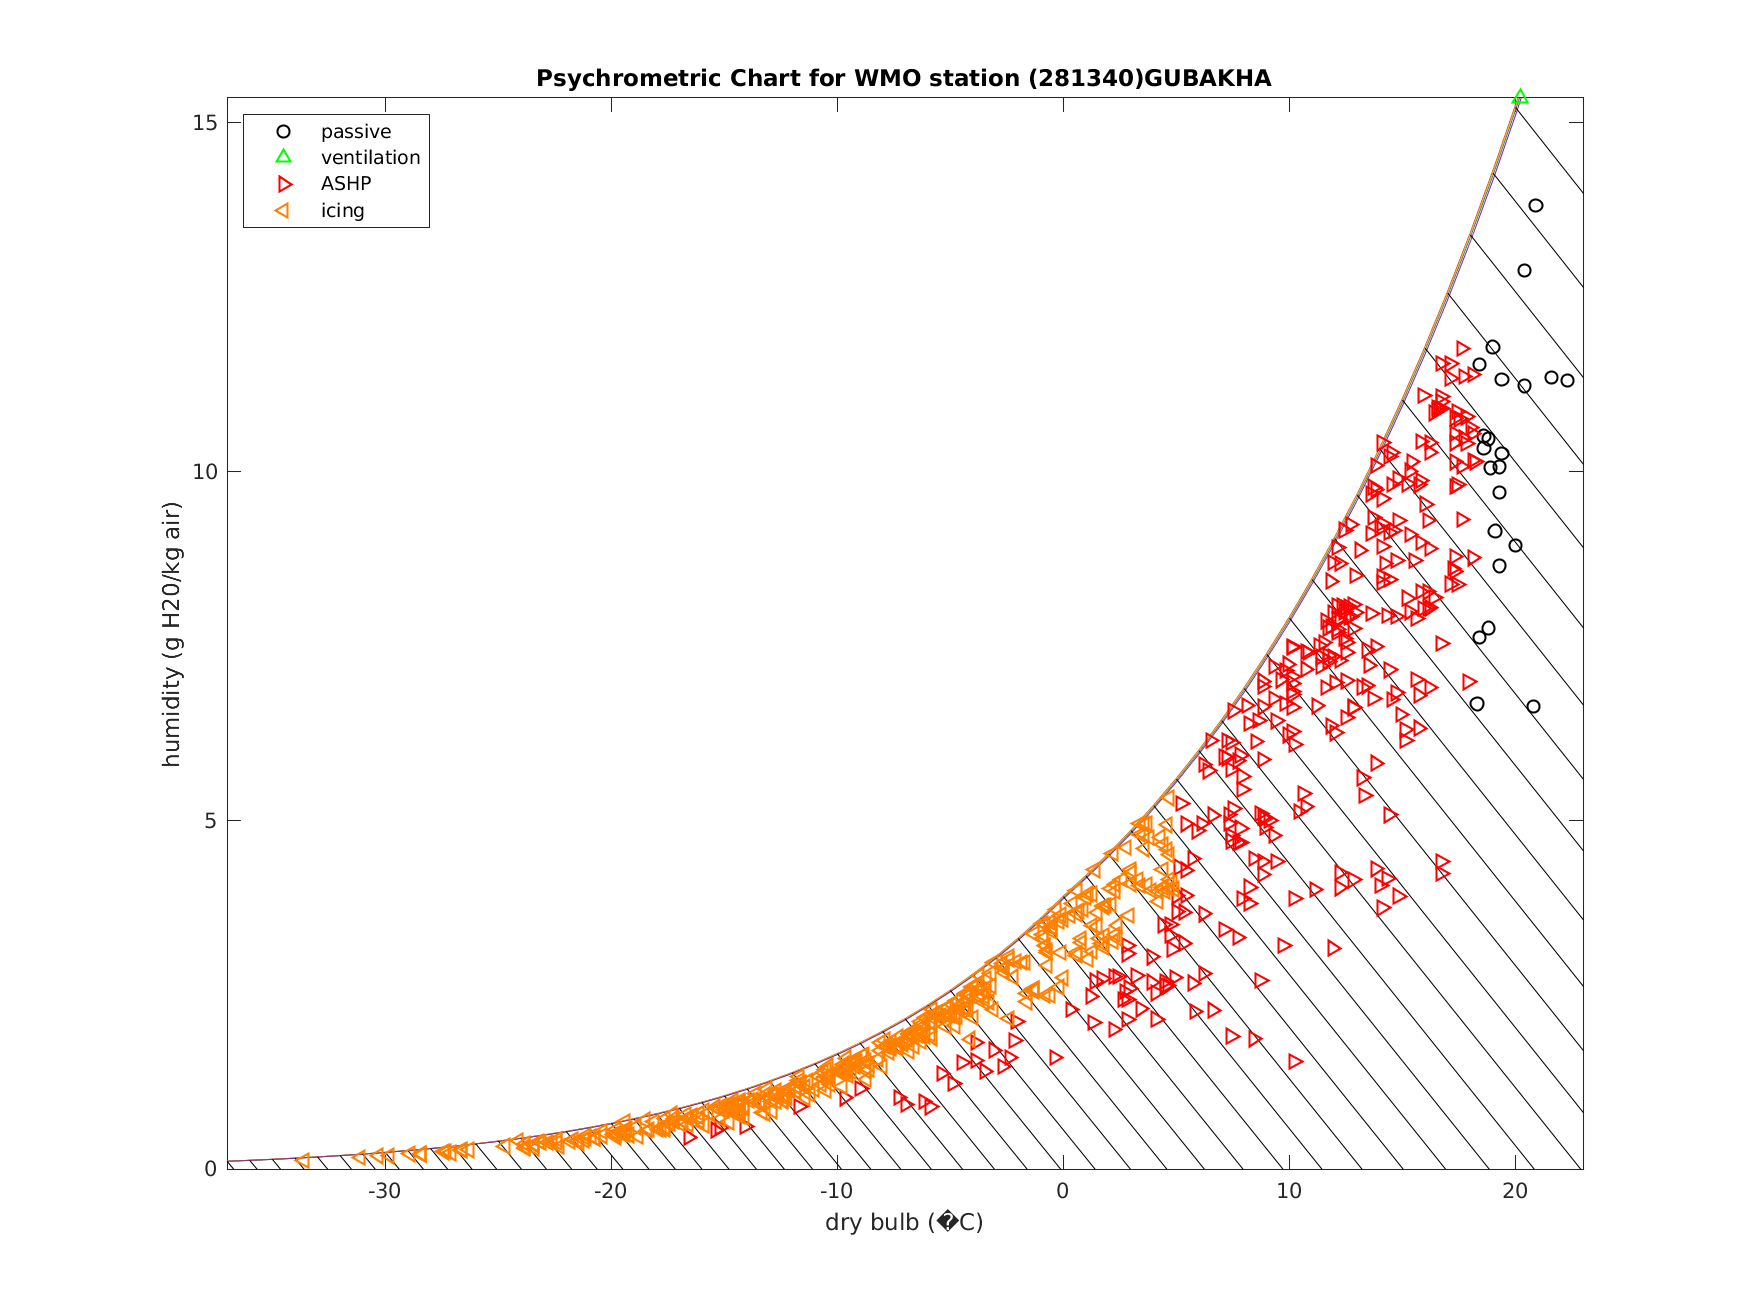 Psychrometric Chart for WMO station (281340)GUBAKHA
passive
ventilation
ASHP
icing
15
10
5
0
humidity (g H20/kg air)
-30 -20 -10 0 10 20
dry bulb (�C)